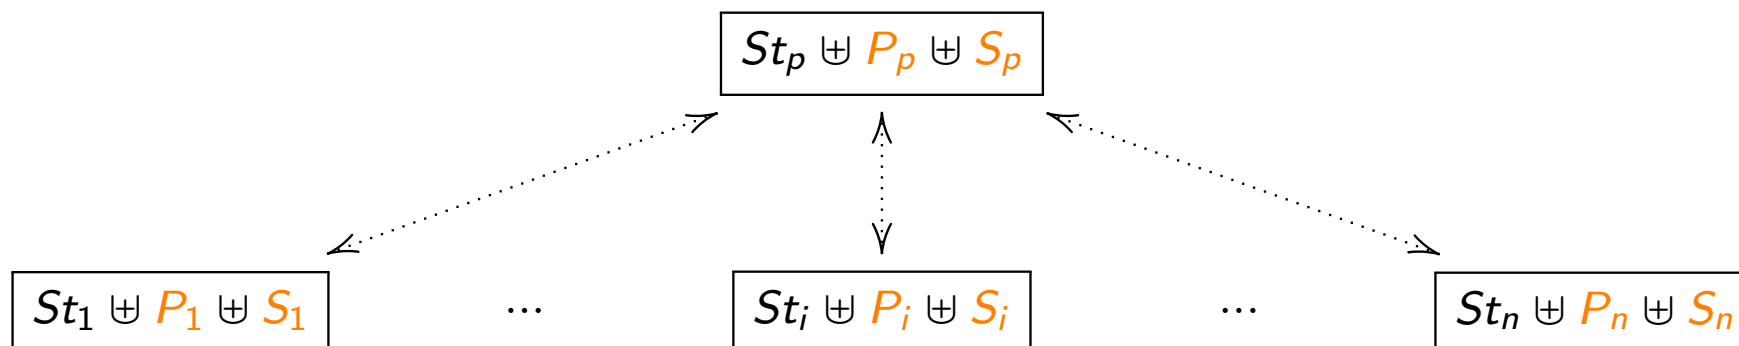 St_p ⊎ P_p ⊎ S_p
St_1 ⊎ P_1 ⊎ S_1 ... St_i ⊎ P_i ⊎ S_i ... St_n ⊎ P_n ⊎ S_n